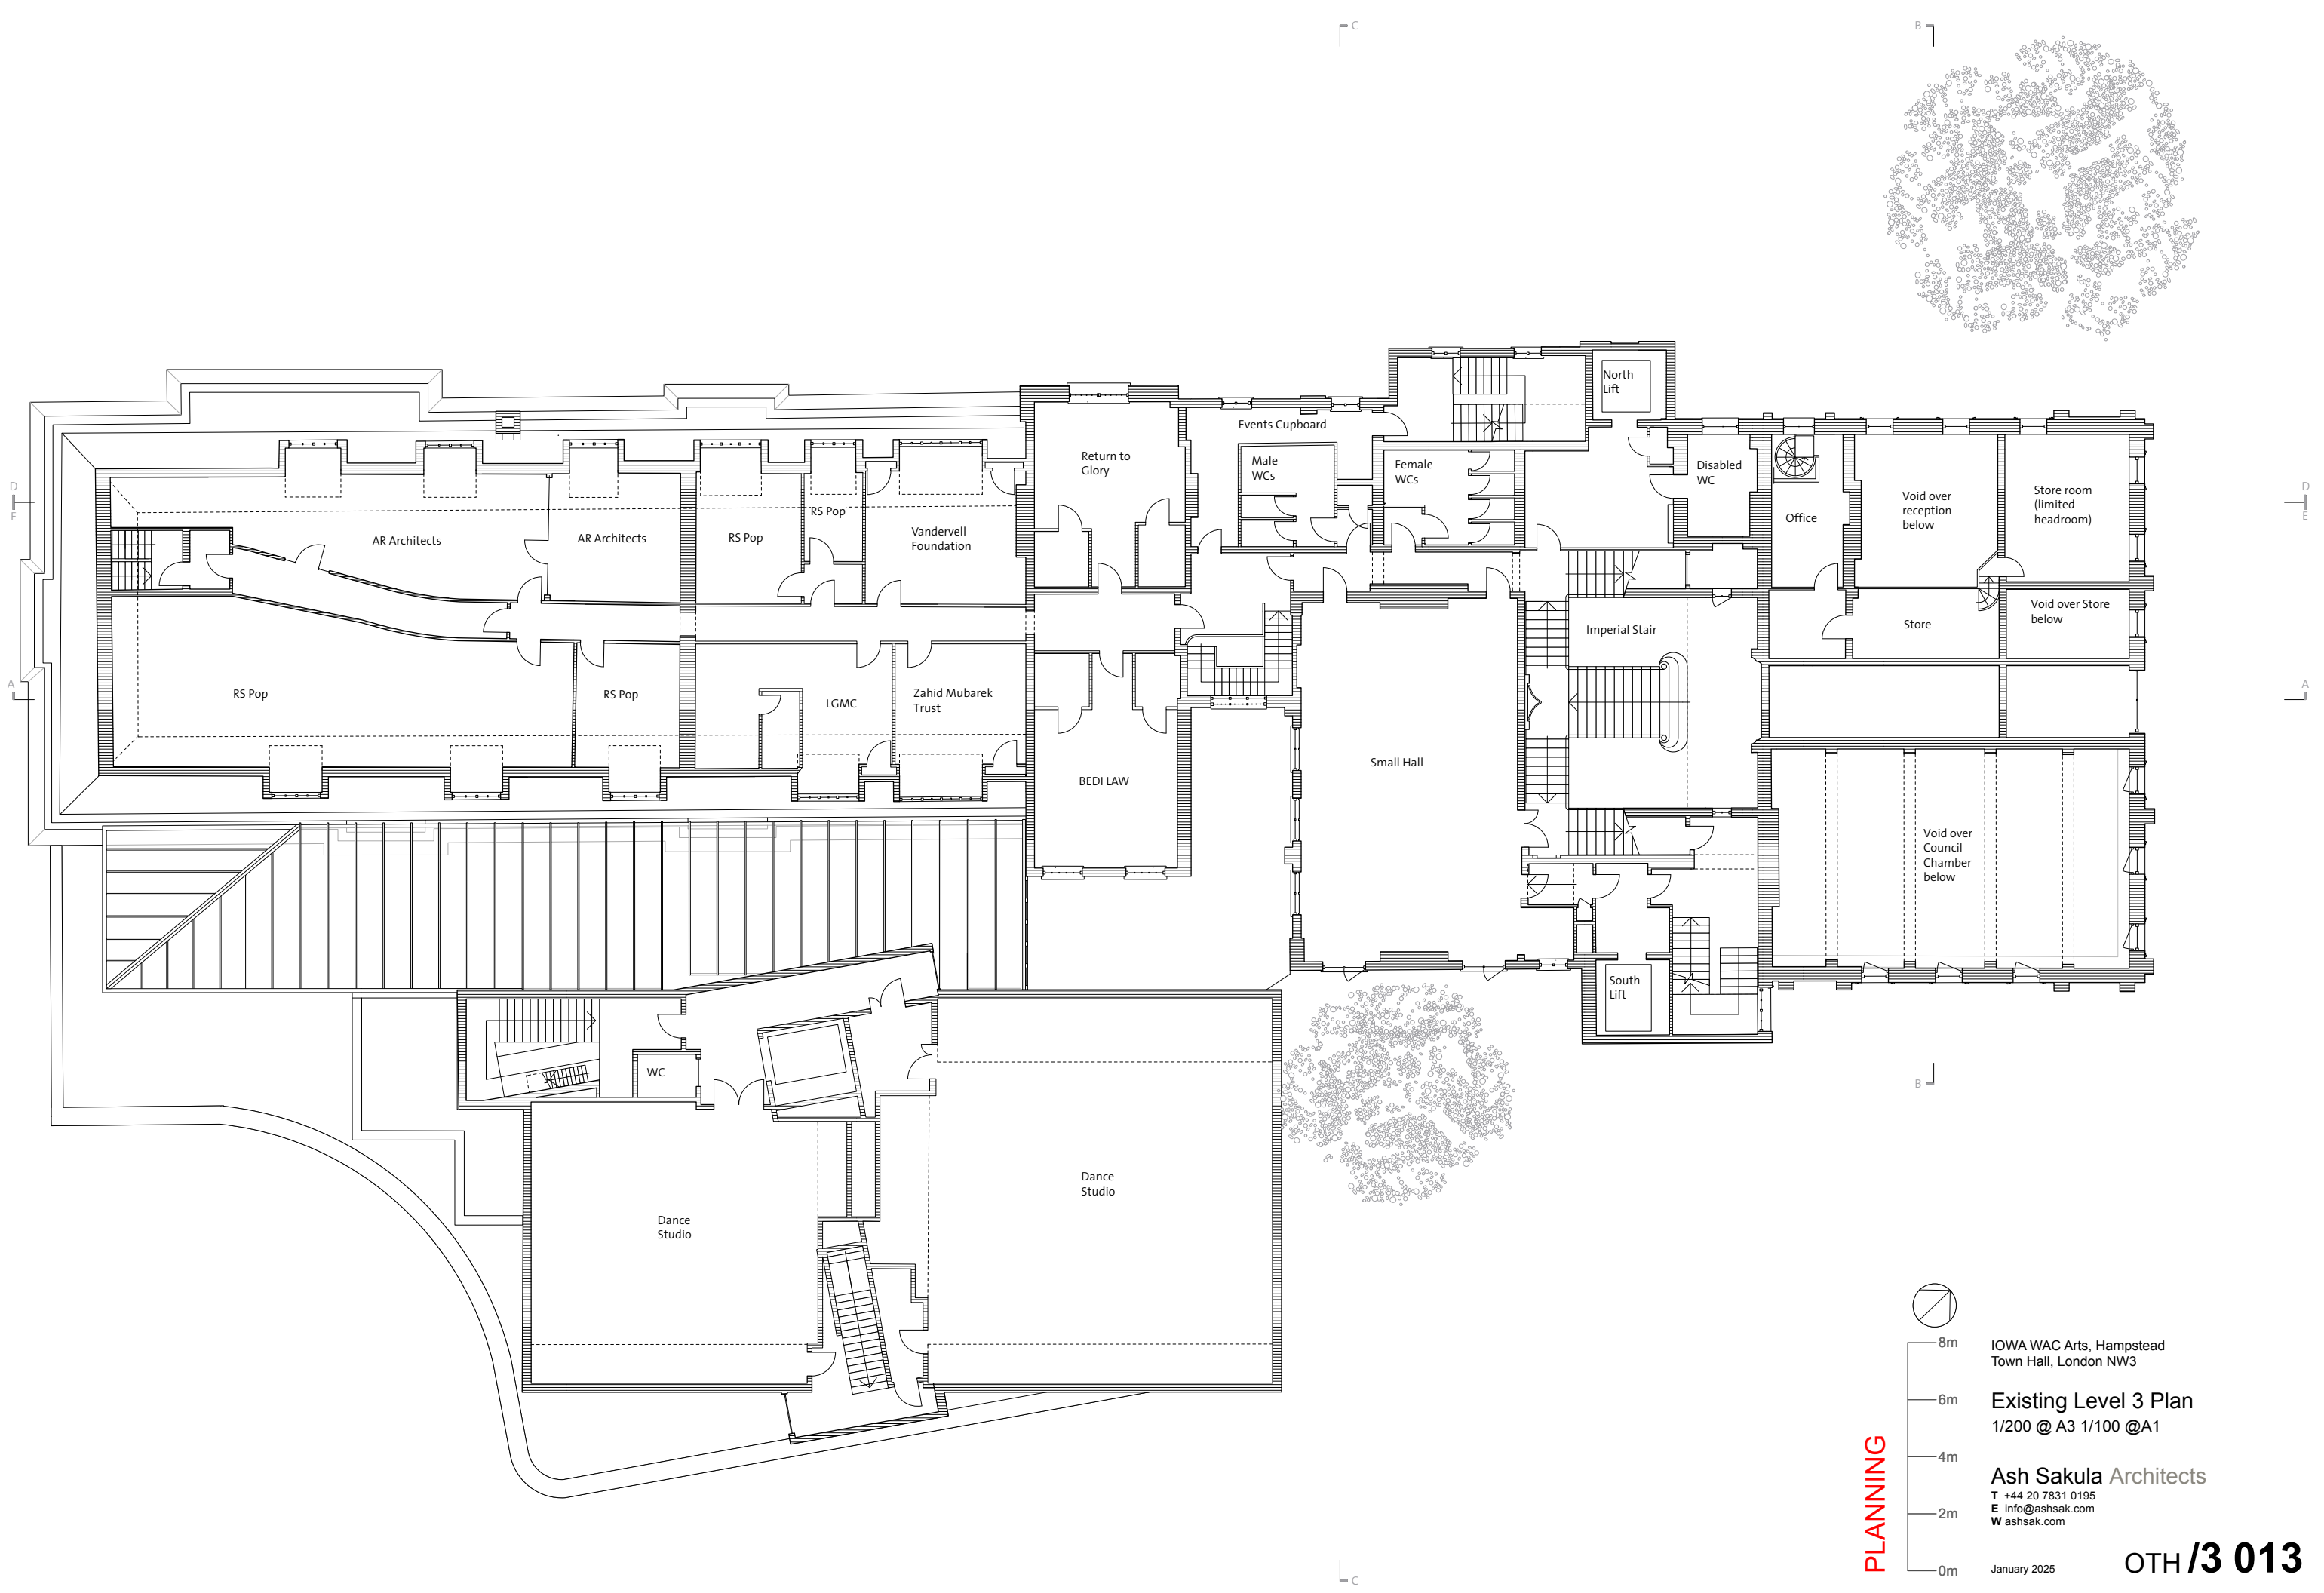 C
B
North
Lift
Events Cupboard
Return to
Glory
Male
WCs
Female
WCs
Disabled
WC
Office
Void over
reception
below
Store room
(limited
headroom)
D
E
D
E
AR Architects
AR Architects
RS Pop
RS Pop
Vandervell
Foundation
Imperial Stair
Store
Void over Store
below
A
A
RS Pop
RS Pop
LGMC
Zahid Mubarek
Trust
BEDI LAW
Small Hall
Void over
Council
Chamber
below
South
Lift
WC
B
Dance
Studio
Dance
Studio
8m
6m
4m
2m
0m
PLANNING
IOWA WAC Arts, Hampstead
Town Hall, London NW3
Existing Level 3 Plan
1/200 @ A3 1/100 @A1
Ash Sakula Architects
T +44 20 7831 0195
E info@ashsak.com
W ashsak.com
January 2025
OTH /3 013
C